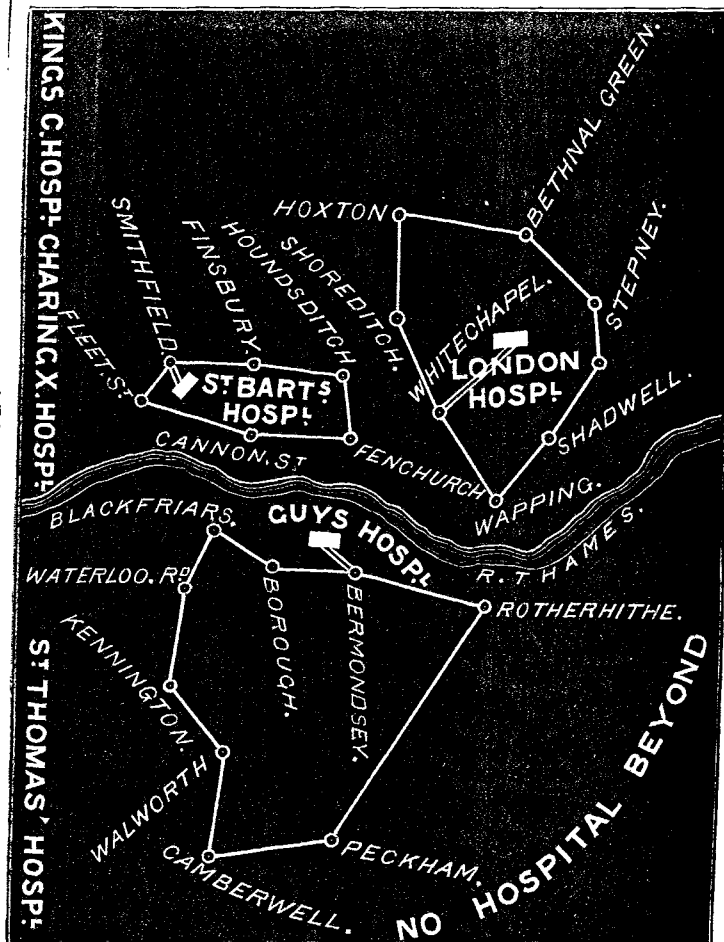 KINGS C. HOSPL CHARING. X. HOSPL
ST THOMAS' HOSPL
HOXTON
BETHNAL GREEN.
STEPNEY.
SMITHFIELD.
FINSBURY.
HOUNDSDITCH
SHOREDITCH.
WHITECHAPEL.
FLEET. ST
ST BARTS.
HOSPL
LONDON
HOSPL
SHADWELL.
CANNON. ST
FENCHURCH
WAPPING.
R. THAMES.
BLACKFRIARS.
GUYS HOSPL
WATERLOO. RD
BOROUGH.
BERMONDSEY.
ROTHERHITHE.
KENNINGTON.
WALWORTH
CAMBERWELL.
PECKHAM.
NO HOSPITAL BEYOND